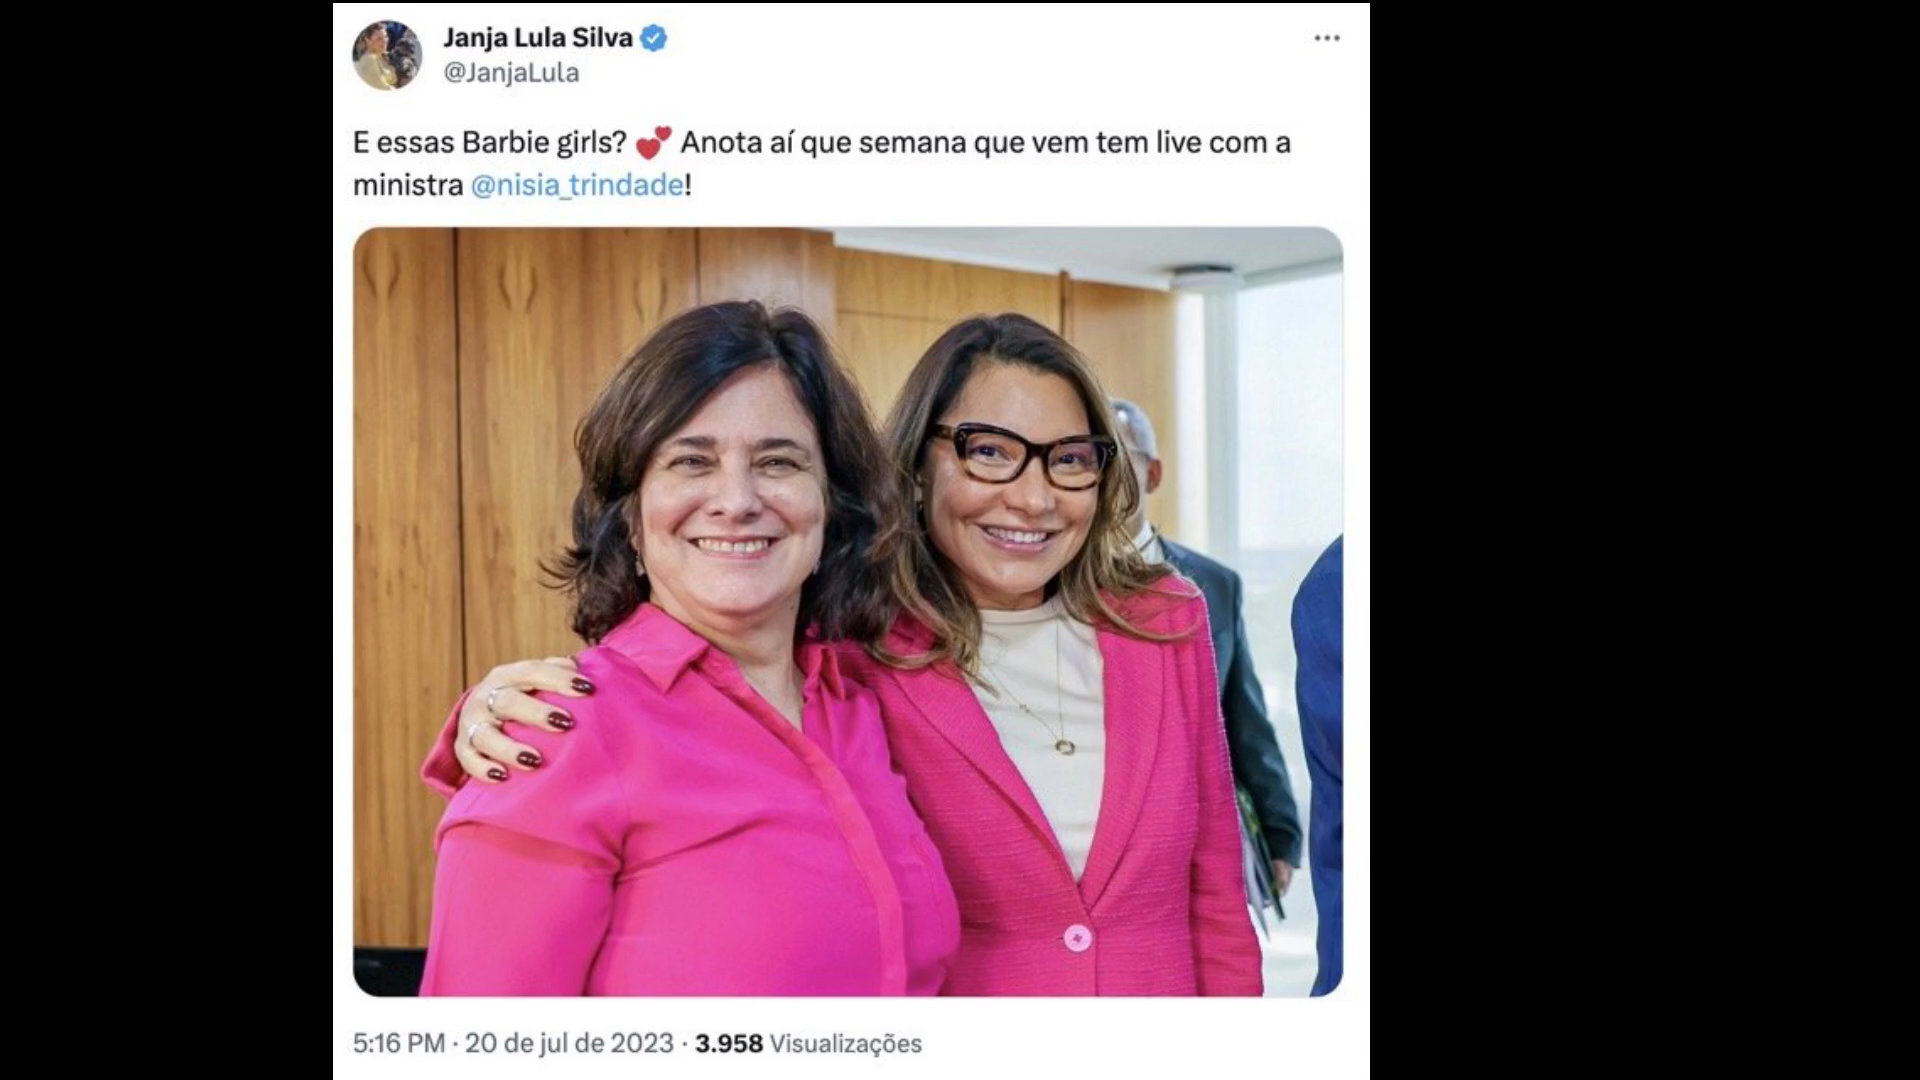 Janja Lula Silva
@JanjaLula
E essas Barbie girls? 💕 Anota aí que semana que vem tem live com a
ministra @nisia_trindade!
5:16 PM · 20 de jul de 2023 · 3.958 Visualizações